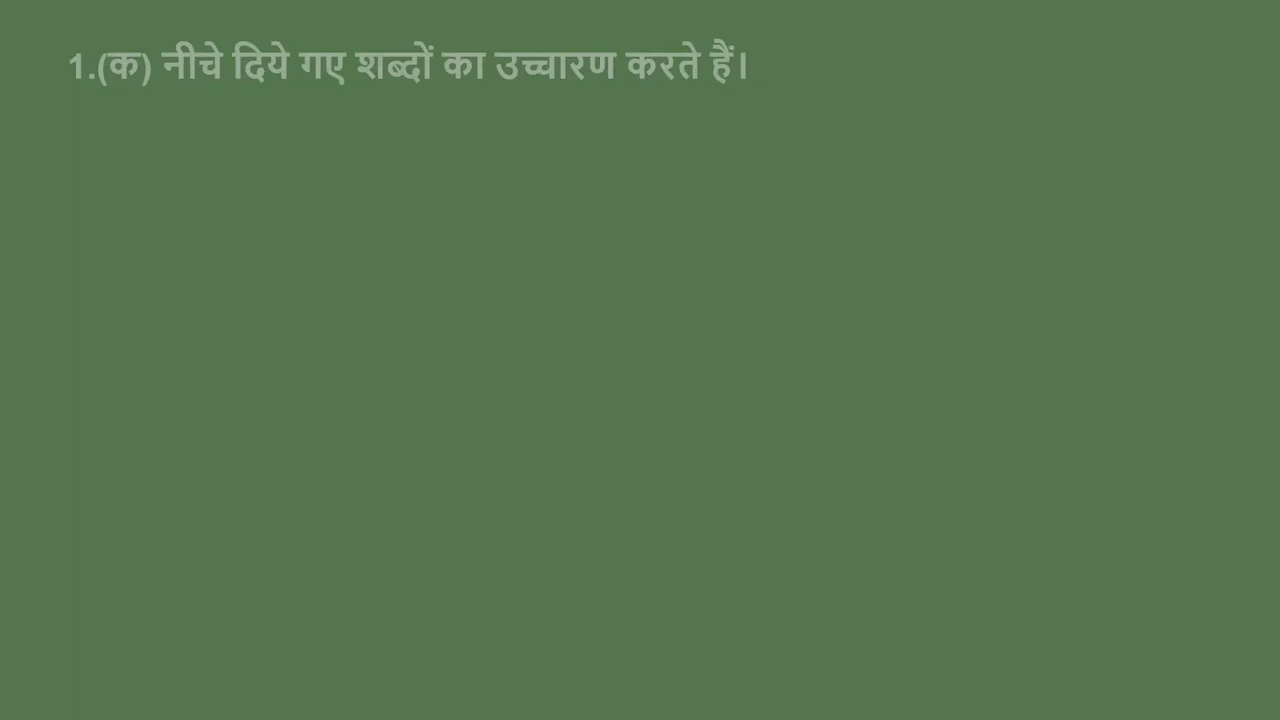 1.(क) नीचे दिये गए शब्दों का उच्चारण करते हैं।